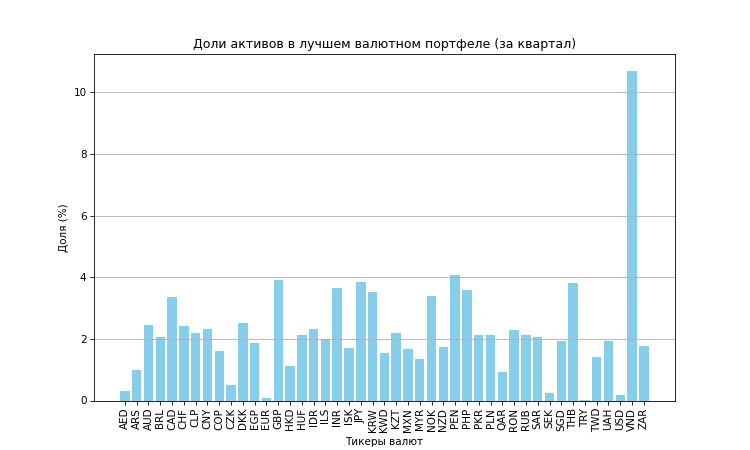 Доли активов в лучшем валютном портфеле (за квартал)
Доля (%)
10
8
6
4
2
0
AED ARS AUD BRL CAD CHF CLP CNY COP CZK DKK EGP EUR GBP HKD HUF IDR ILS INR ISK JPY KRW KWD KZT MXN MYR NOK NZD PEN PHP PKR PLN QAR RON RUB SAR SEK SGD THB TRY TWD UAH USD VND ZAR
Тикеры валют